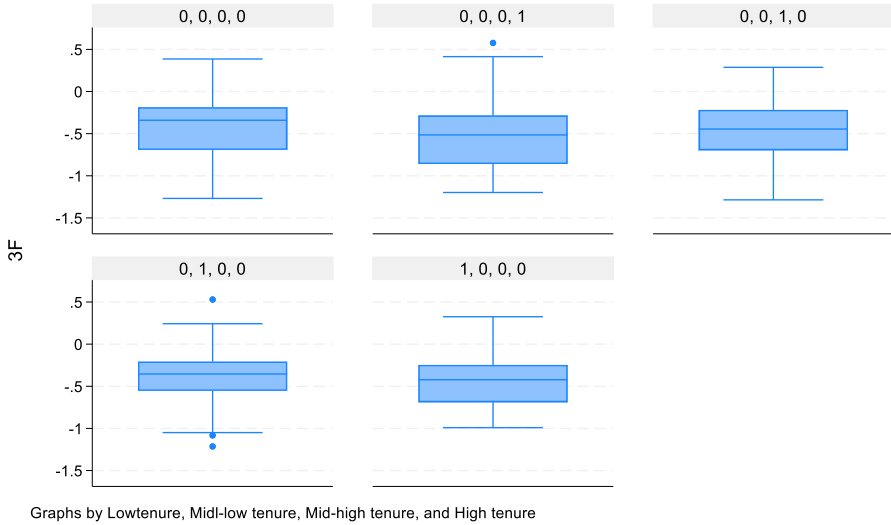 0, 0, 0, 0
0, 0, 0, 1
0, 0, 1, 0
.5
0
-.5
-1
-1.5
3F
0, 1, 0, 0
1, 0, 0, 0
.5
0
-.5
-1
-1.5
Graphs by Lowtenure, Midl-low tenure, Mid-high tenure, and High tenure